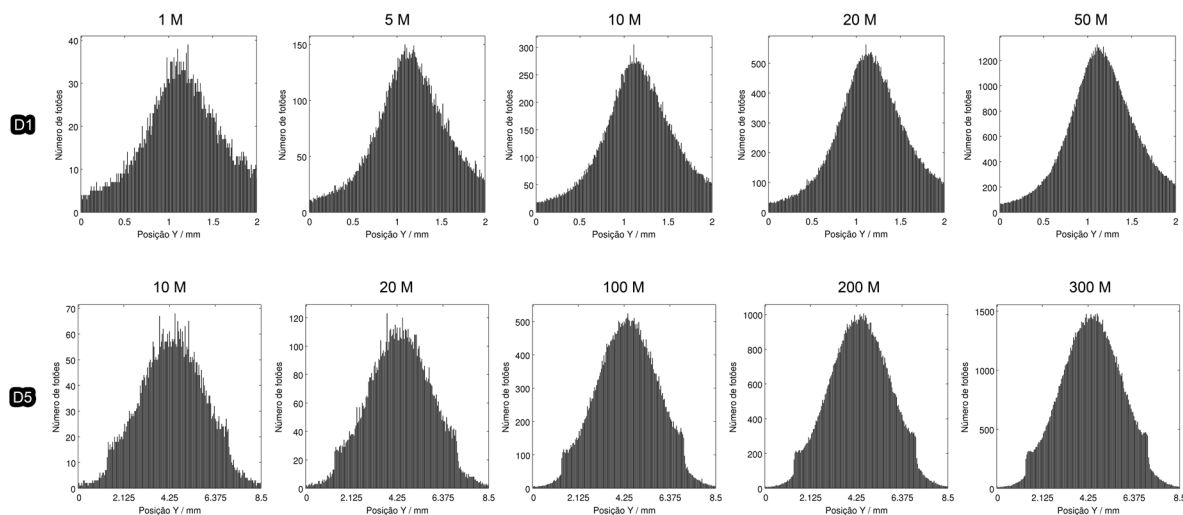 1 M
5 M
10 M
20 M
50 M
D1
Número de fotões
40
30
20
10
0
0 0.5 1 1.5 2
Posição Y / mm
Número de fotões
150
100
50
0
0 0.5 1 1.5 2
Posição Y / mm
Número de fotões
300
250
200
150
100
50
0
0 0.5 1 1.5 2
Posição Y / mm
Número de fotões
500
400
300
200
100
0
0 0.5 1 1.5 2
Posição Y / mm
Número de fotões
1200
1000
800
600
400
200
0
0 0.5 1 1.5 2
Posição Y / mm
10 M
20 M
100 M
200 M
300 M
D5
Número de fotões
70
60
50
40
30
20
10
0
0 2.125 4.25 6.375 8.5
Posição Y / mm
Número de fotões
120
100
80
60
40
20
0
0 2.125 4.25 6.375 8.5
Posição Y / mm
Número de fotões
500
400
300
200
100
0
0 2.125 4.25 6.375 8.5
Posição Y / mm
Número de fotões
1000
800
600
400
200
0
0 2.125 4.25 6.375 8.5
Posição Y / mm
Número de fotões
1500
1000
500
0
0 2.125 4.25 6.375 8.5
Posição Y / mm